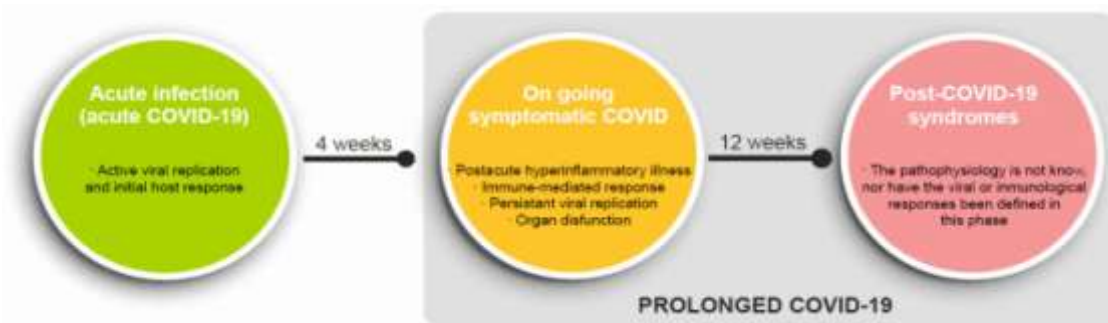 Acute infection
(acute COVID-19)
· Active viral replication
and initial host response
4 weeks
On going
symptomatic COVID
· Postacute hyperinflammatory illness
· Immune-mediated response
· Persistant viral replication
· Organ disfunction
12 weeks
Post-COVID-19
syndromes
· The pathophysiology is not know,
nor have the viral or inmunological
responses been defined in
this phase
PROLONGED COVID-19